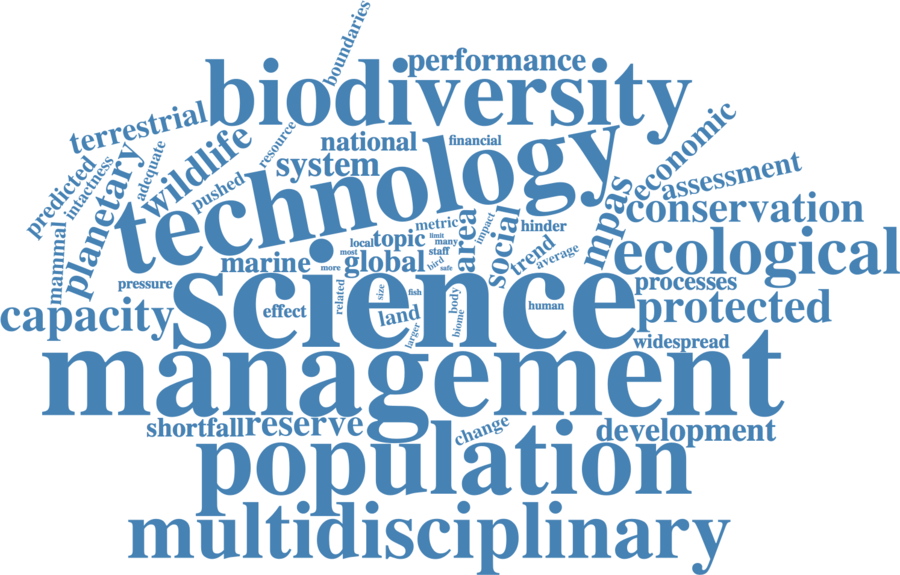 boundaries
performance
biodiversity
terrestrial
wildlife
resource
national
financial
economic
system
technology
assessment
predicted
intactness
adequate
planetary
pushed
mpas
conservation
metric
area
impact
social
hinder
mammal
local
topic
limit
many
most
staff
trend
average
ecological
marine
more
global
bird
safe
pressure
science
processes
capacity
effect
related
size
fish
land
larger
body
biome
human
protected
widespread
management
shortfall
reserve
change
development
population
multidisciplinary